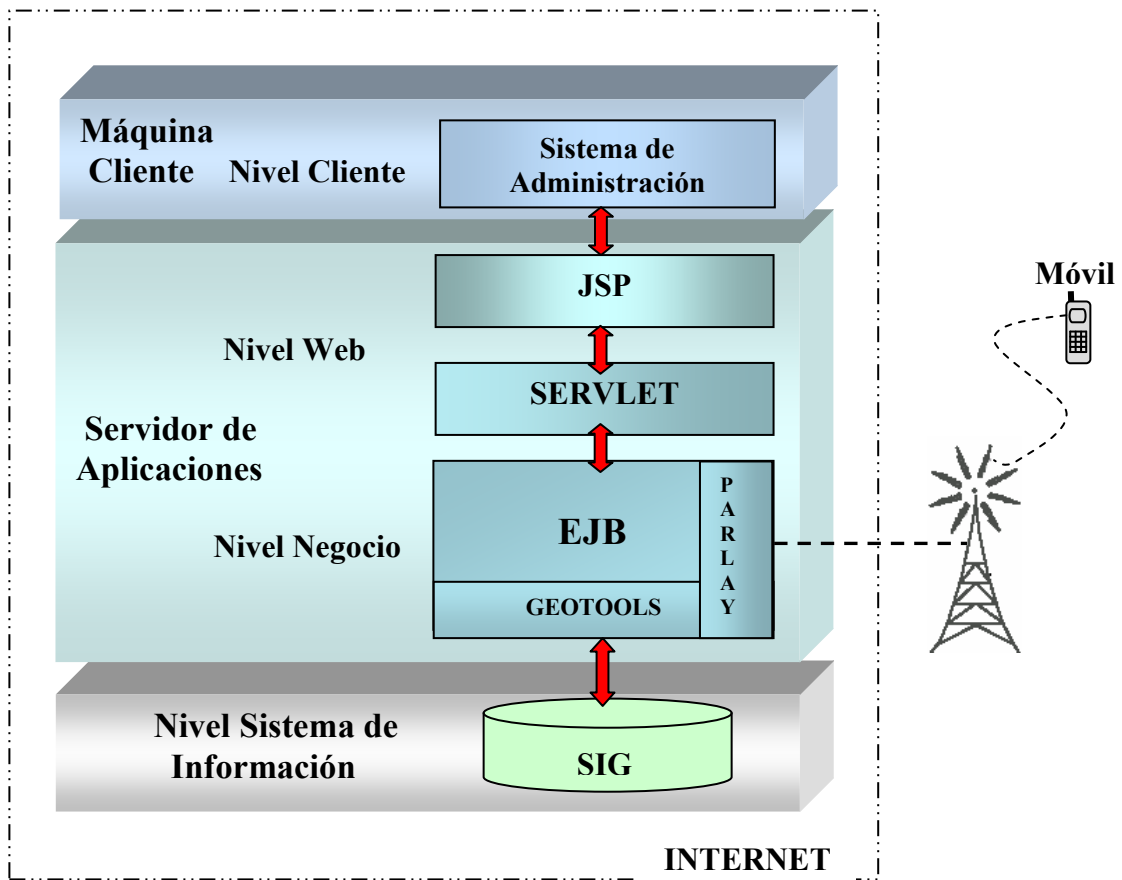 Máquina
Cliente
Nivel Cliente
Sistema de
Administración
JSP
Nivel Web
SERVLET
Servidor de
Aplicaciones
Nivel Negocio
EJB
PARLAY
GEOTOOLS
Nivel Sistema de
Información
SIG
INTERNET
Móvil